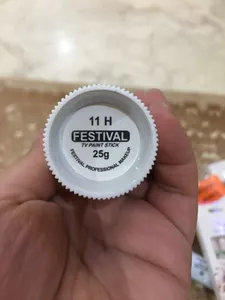 11 H
FESTIVAL
TV PAINT STICK
25g
FESTIVAL PROFESSIONAL MAKEUP